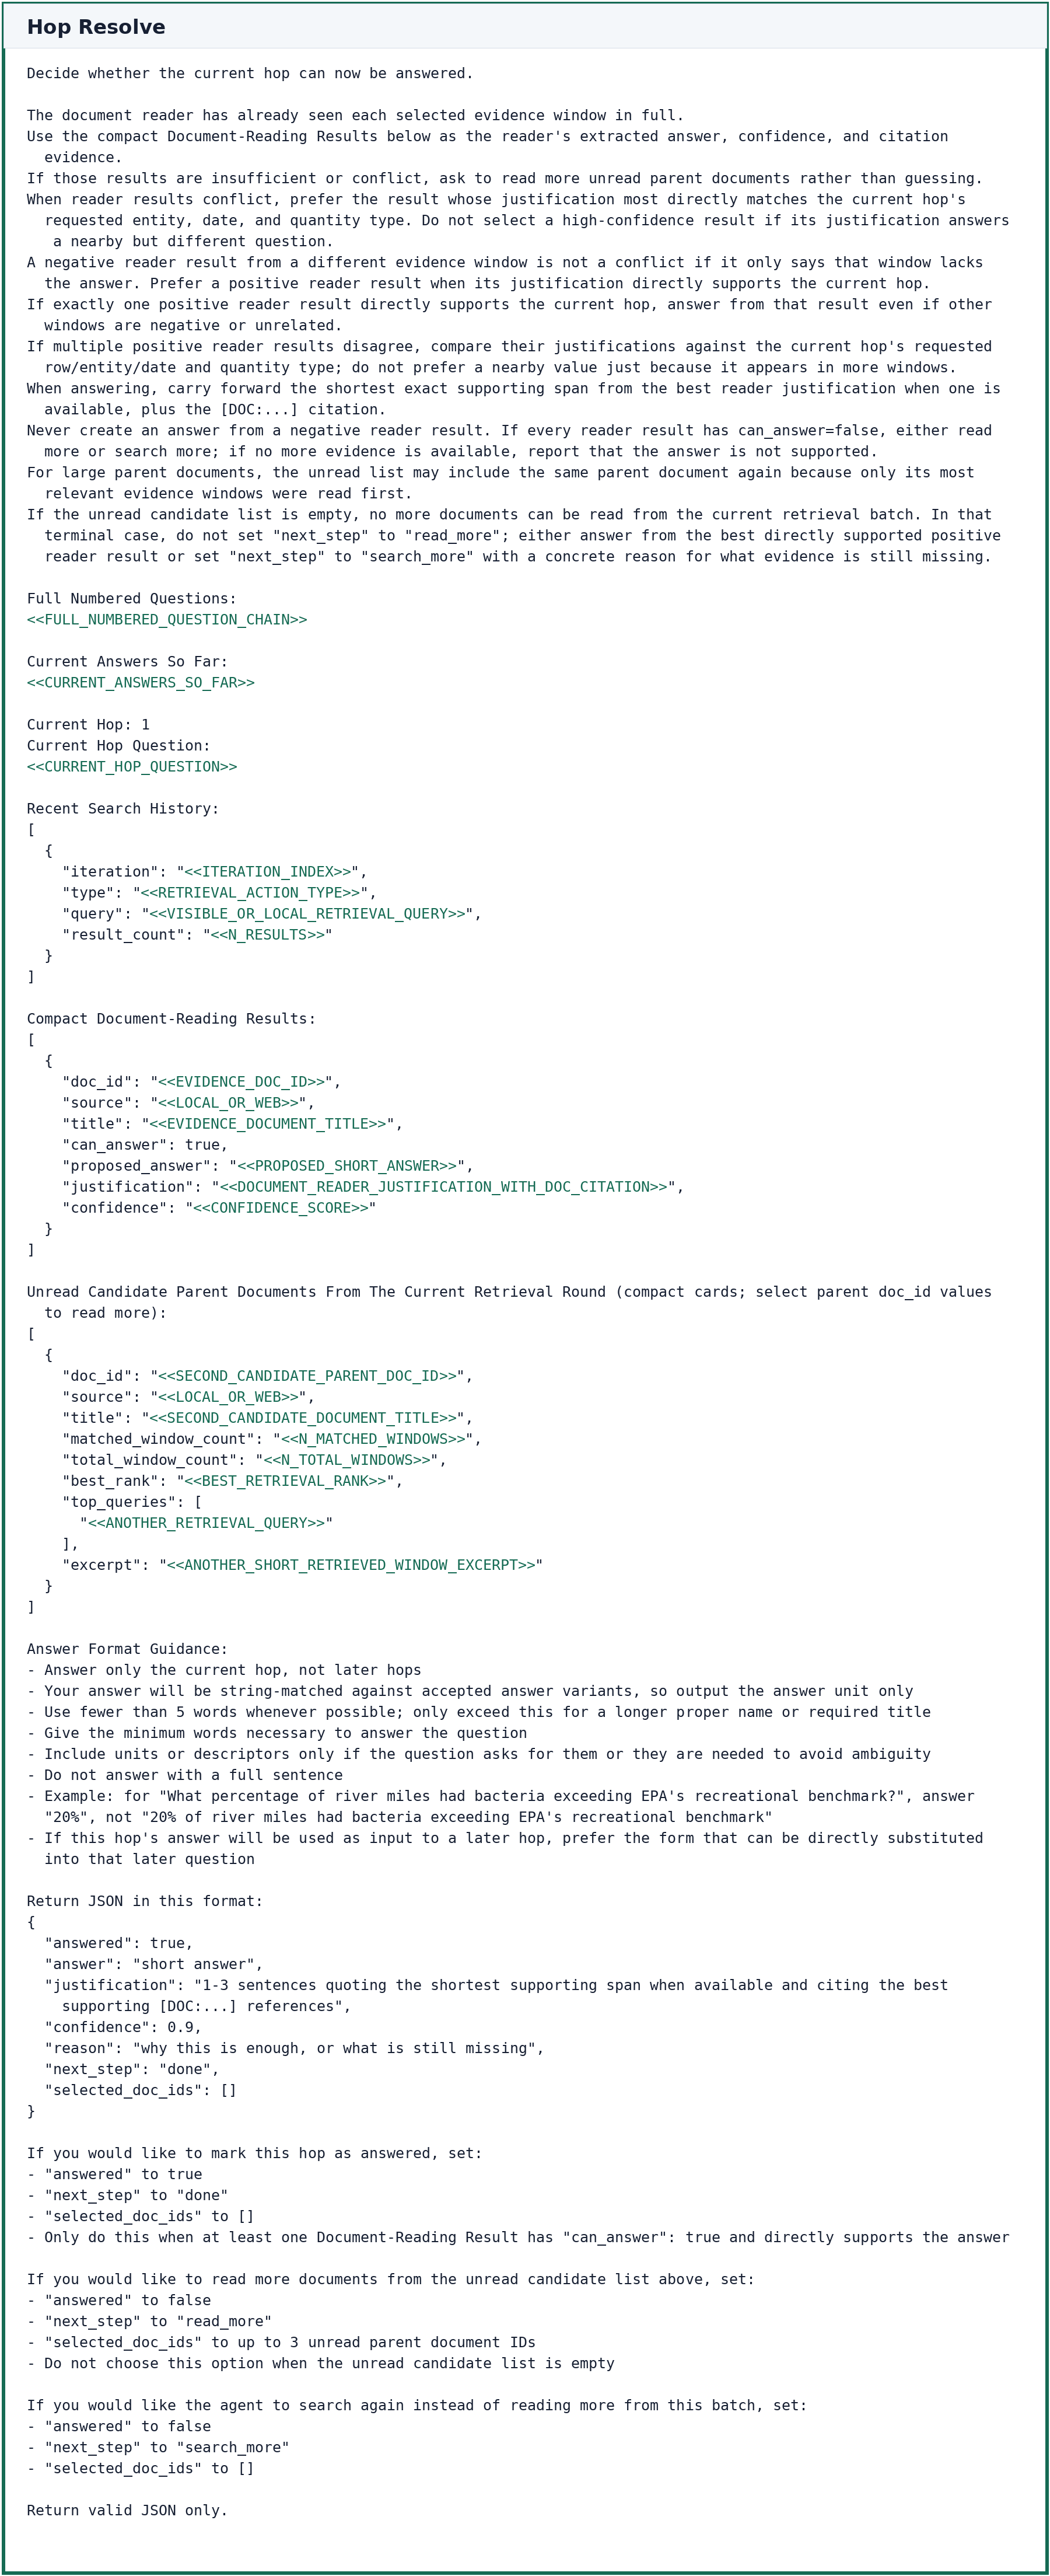 Hop Resolve
Decide whether the current hop can now be answered.
The document reader has already seen each selected evidence window in full.
Use the compact Document-Reading Results below as the reader's extracted answer, confidence, and citation
evidence.
If those results are insufficient or conflict, ask to read more unread parent documents rather than guessing.
When reader results conflict, prefer the result whose justification most directly matches the current hop's
requested entity, date, and quantity type. Do not select a high-confidence result if its justification answers
a nearby but different question.
A negative reader result from a different evidence window is not a conflict if it only says that window lacks
the answer. Prefer a positive reader result when its justification directly supports the current hop.
If exactly one positive reader result directly supports the current hop, answer from that result even if other
windows are negative or unrelated.
If multiple positive reader results disagree, compare their justifications against the current hop's requested
row/entity/date and quantity type; do not prefer a nearby value just because it appears in more windows.
When answering, carry forward the shortest exact supporting span from the best reader justification when one is
available, plus the [DOC:...] citation.
Never create an answer from a negative reader result. If every reader result has can_answer=false, either read
more or search more; if no more evidence is available, report that the answer is not supported.
For large parent documents, the unread list may include the same parent document again because only its most
relevant evidence windows were read first.
If the unread candidate list is empty, no more documents can be read from the current retrieval batch. In that
terminal case, do not set "next_step" to "read_more"; either answer from the best directly supported positive
reader result or set "next_step" to "search_more" with a concrete reason for what evidence is still missing.
Full Numbered Questions:
<<FULL_NUMBERED_QUESTION_CHAIN>>
Current Answers So Far:
<<CURRENT_ANSWERS_SO_FAR>>
Current Hop: 1
Current Hop Question:
<<CURRENT_HOP_QUESTION>>
Recent Search History:
[
{
"iteration": "<<ITERATION_INDEX>>",
"type": "<<RETRIEVAL_ACTION_TYPE>>",
"query": "<<VISIBLE_OR_LOCAL_RETRIEVAL_QUERY>>",
"result_count": "<<N_RESULTS>>"
}
]
Compact Document-Reading Results:
[
{
"doc_id": "<<EVIDENCE_DOC_ID>>",
"source": "<<LOCAL_OR_WEB>>",
"title": "<<EVIDENCE_DOCUMENT_TITLE>>",
"can_answer": true,
"proposed_answer": "<<PROPOSED_SHORT_ANSWER>>",
"justification": "<<DOCUMENT_READER_JUSTIFICATION_WITH_DOC_CITATION>>",
"confidence": "<<CONFIDENCE_SCORE>>"
}
]
Unread Candidate Parent Documents From The Current Retrieval Round (compact cards; select parent doc_id values
to read more):
[
{
"doc_id": "<<SECOND_CANDIDATE_PARENT_DOC_ID>>",
"source": "<<LOCAL_OR_WEB>>",
"title": "<<SECOND_CANDIDATE_DOCUMENT_TITLE>>",
"matched_window_count": "<<N_MATCHED_WINDOWS>>",
"total_window_count": "<<N_TOTAL_WINDOWS>>",
"best_rank": "<<BEST_RETRIEVAL_RANK>>",
"top_queries": [
"<<ANOTHER_RETRIEVAL_QUERY>>"
],
"excerpt": "<<ANOTHER_SHORT_RETRIEVED_WINDOW_EXCERPT>>"
}
]
Answer Format Guidance:
- Answer only the current hop, not later hops
- Your answer will be string-matched against accepted answer variants, so output the answer unit only
- Use fewer than 5 words whenever possible; only exceed this for a longer proper name or required title
- Give the minimum words necessary to answer the question
- Include units or descriptors only if the question asks for them or they are needed to avoid ambiguity
- Do not answer with a full sentence
- Example: for "What percentage of river miles had bacteria exceeding EPA's recreational benchmark?", answer
"20%", not "20% of river miles had bacteria exceeding EPA's recreational benchmark"
- If this hop's answer will be used as input to a later hop, prefer the form that can be directly substituted
into that later question
Return JSON in this format:
{
"answered": true,
"answer": "short answer",
"justification": "1-3 sentences quoting the shortest supporting span when available and citing the best
supporting [DOC:...] references",
"confidence": 0.9,
"reason": "why this is enough, or what is still missing",
"next_step": "done",
"selected_doc_ids": []
}
If you would like to mark this hop as answered, set:
- "answered" to true
- "next_step" to "done"
- "selected_doc_ids" to []
- Only do this when at least one Document-Reading Result has "can_answer": true and directly supports the answer
If you would like to read more documents from the unread candidate list above, set:
- "answered" to false
- "next_step" to "read_more"
- "selected_doc_ids" to up to 3 unread parent document IDs
- Do not choose this option when the unread candidate list is empty
If you would like the agent to search again instead of reading more from this batch, set:
- "answered" to false
- "next_step" to "search_more"
- "selected_doc_ids" to []
Return valid JSON only.